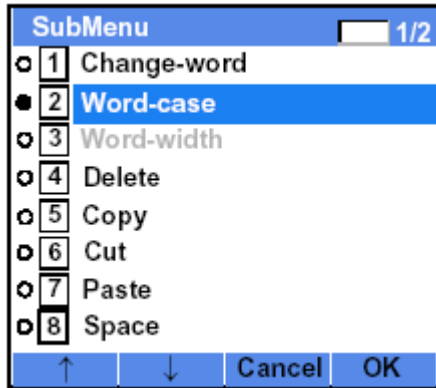 SubMenu 1/2
1 Change-word
2 Word-case
3 Word-width
4 Delete
5 Copy
6 Cut
7 Paste
8 Space
↑ ↓ Cancel OK